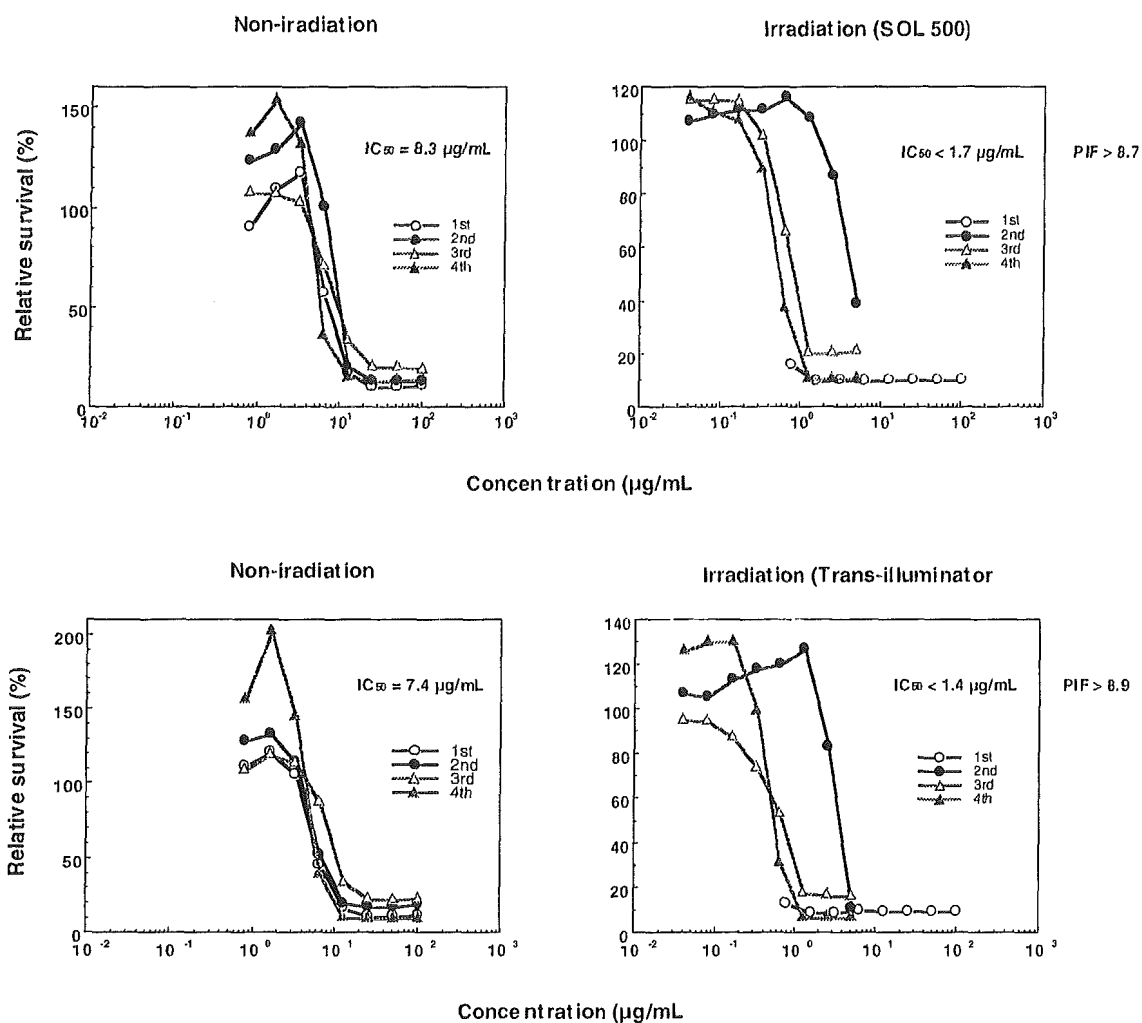 Non-iradiation
Irradiation (SOL 500)
Relative survival (%)
150
100
50
0
10-2
10-1
100
101
102
103
IC50 = 8.3 µg/mL
1st
2nd
3rd
4th
120
100
80
60
40
20
0
10-2
10-1
100
101
102
103
IC50 < 1.7 µg/mL
1st
2nd
3rd
4th
PIF > 8.7
Concentration (µg/mL
Non-iradiation
Irradiation (Trans-illuminator
Relative survival (%)
200
150
100
50
0
10-2
10-1
100
101
102
103
IC50 = 7.4 µg/mL
1st
2nd
3rd
4th
140
120
100
80
60
40
20
0
10-2
10-1
100
101
102
103
IC50 < 1.4 µg/mL
1st
2nd
3rd
4th
PIF > 8.9
Concentration (µg/mL